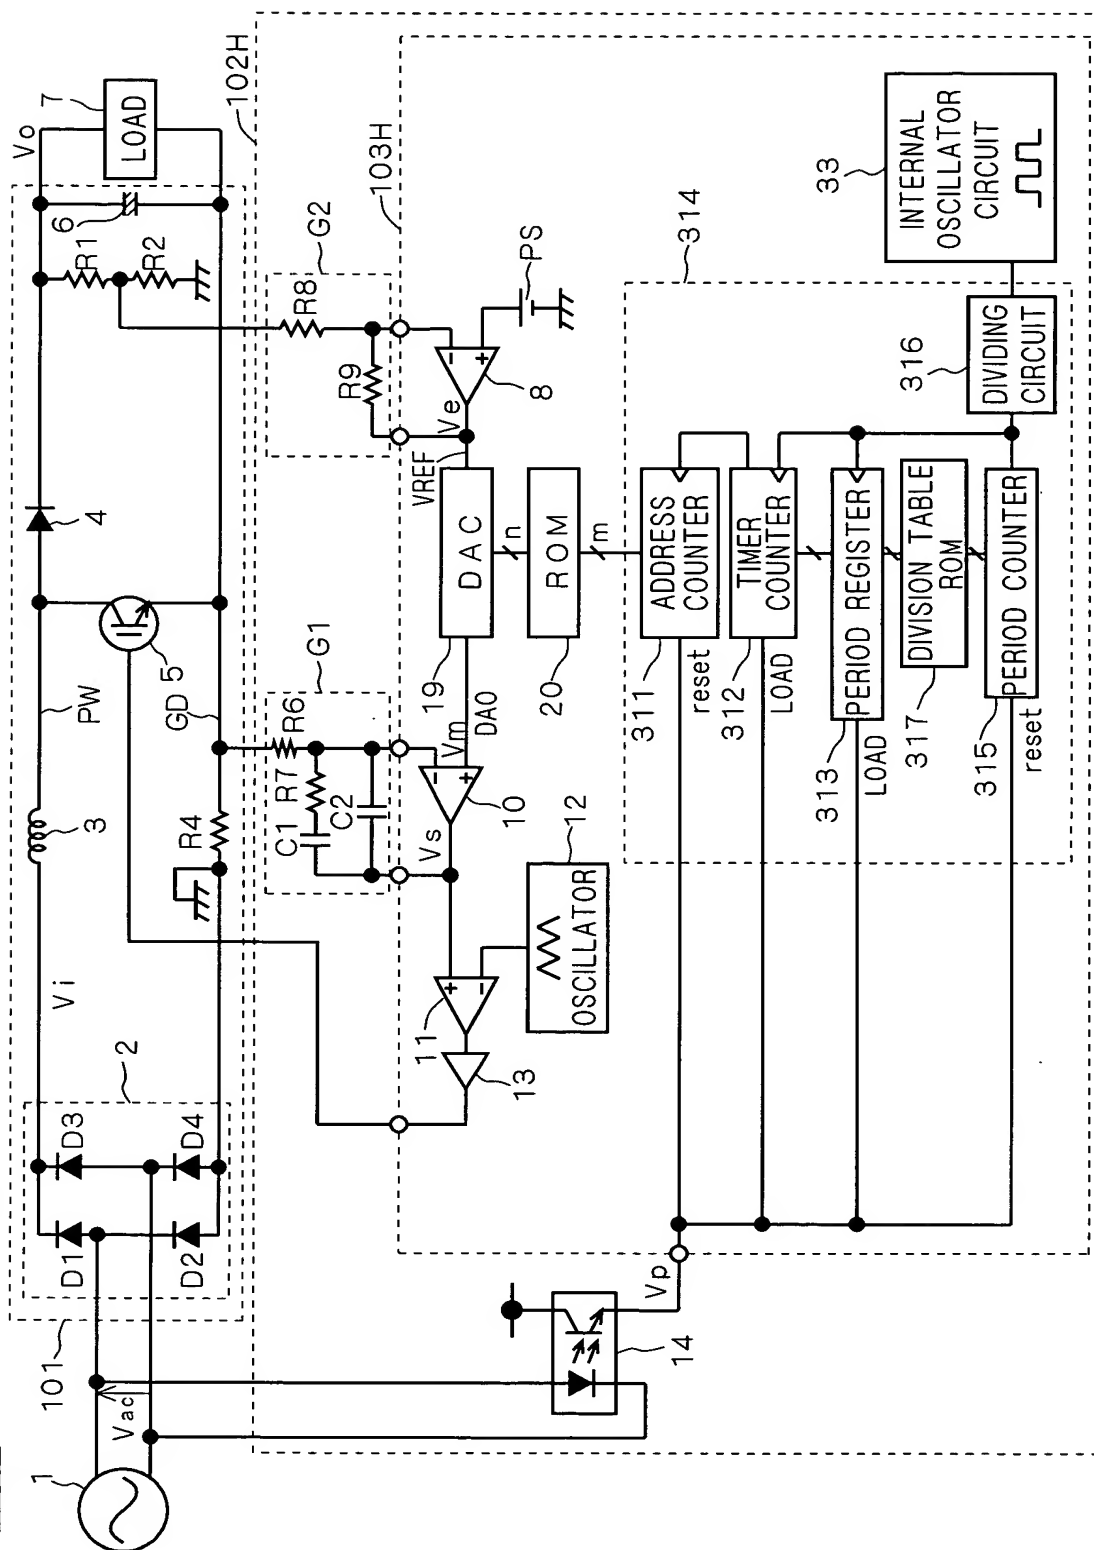 1
Vac
101
D1
D3
D2
D4
2
Vi
3
PW
4
5
GD
R4
R1
R2
6
Vo
7
LOAD
102H
103H
G1
R6
R7
C1
C2
G2
R8
R9
PS
8
Ve
VREF
DAC
19
n
ROM
20
m
Vm
DAO
10
Vs
11
12
OSCILLATOR
13
14
Vp
314
ADDRESS
COUNTER
311
reset
TIMER
COUNTER
312
LOAD
PERIOD REGISTER
313
LOAD
DIVISION TABLE
ROM
317
PERIOD COUNTER
315
reset
316
DIVIDING
CIRCUIT
33
INTERNAL
OSCILLATOR
CIRCUIT